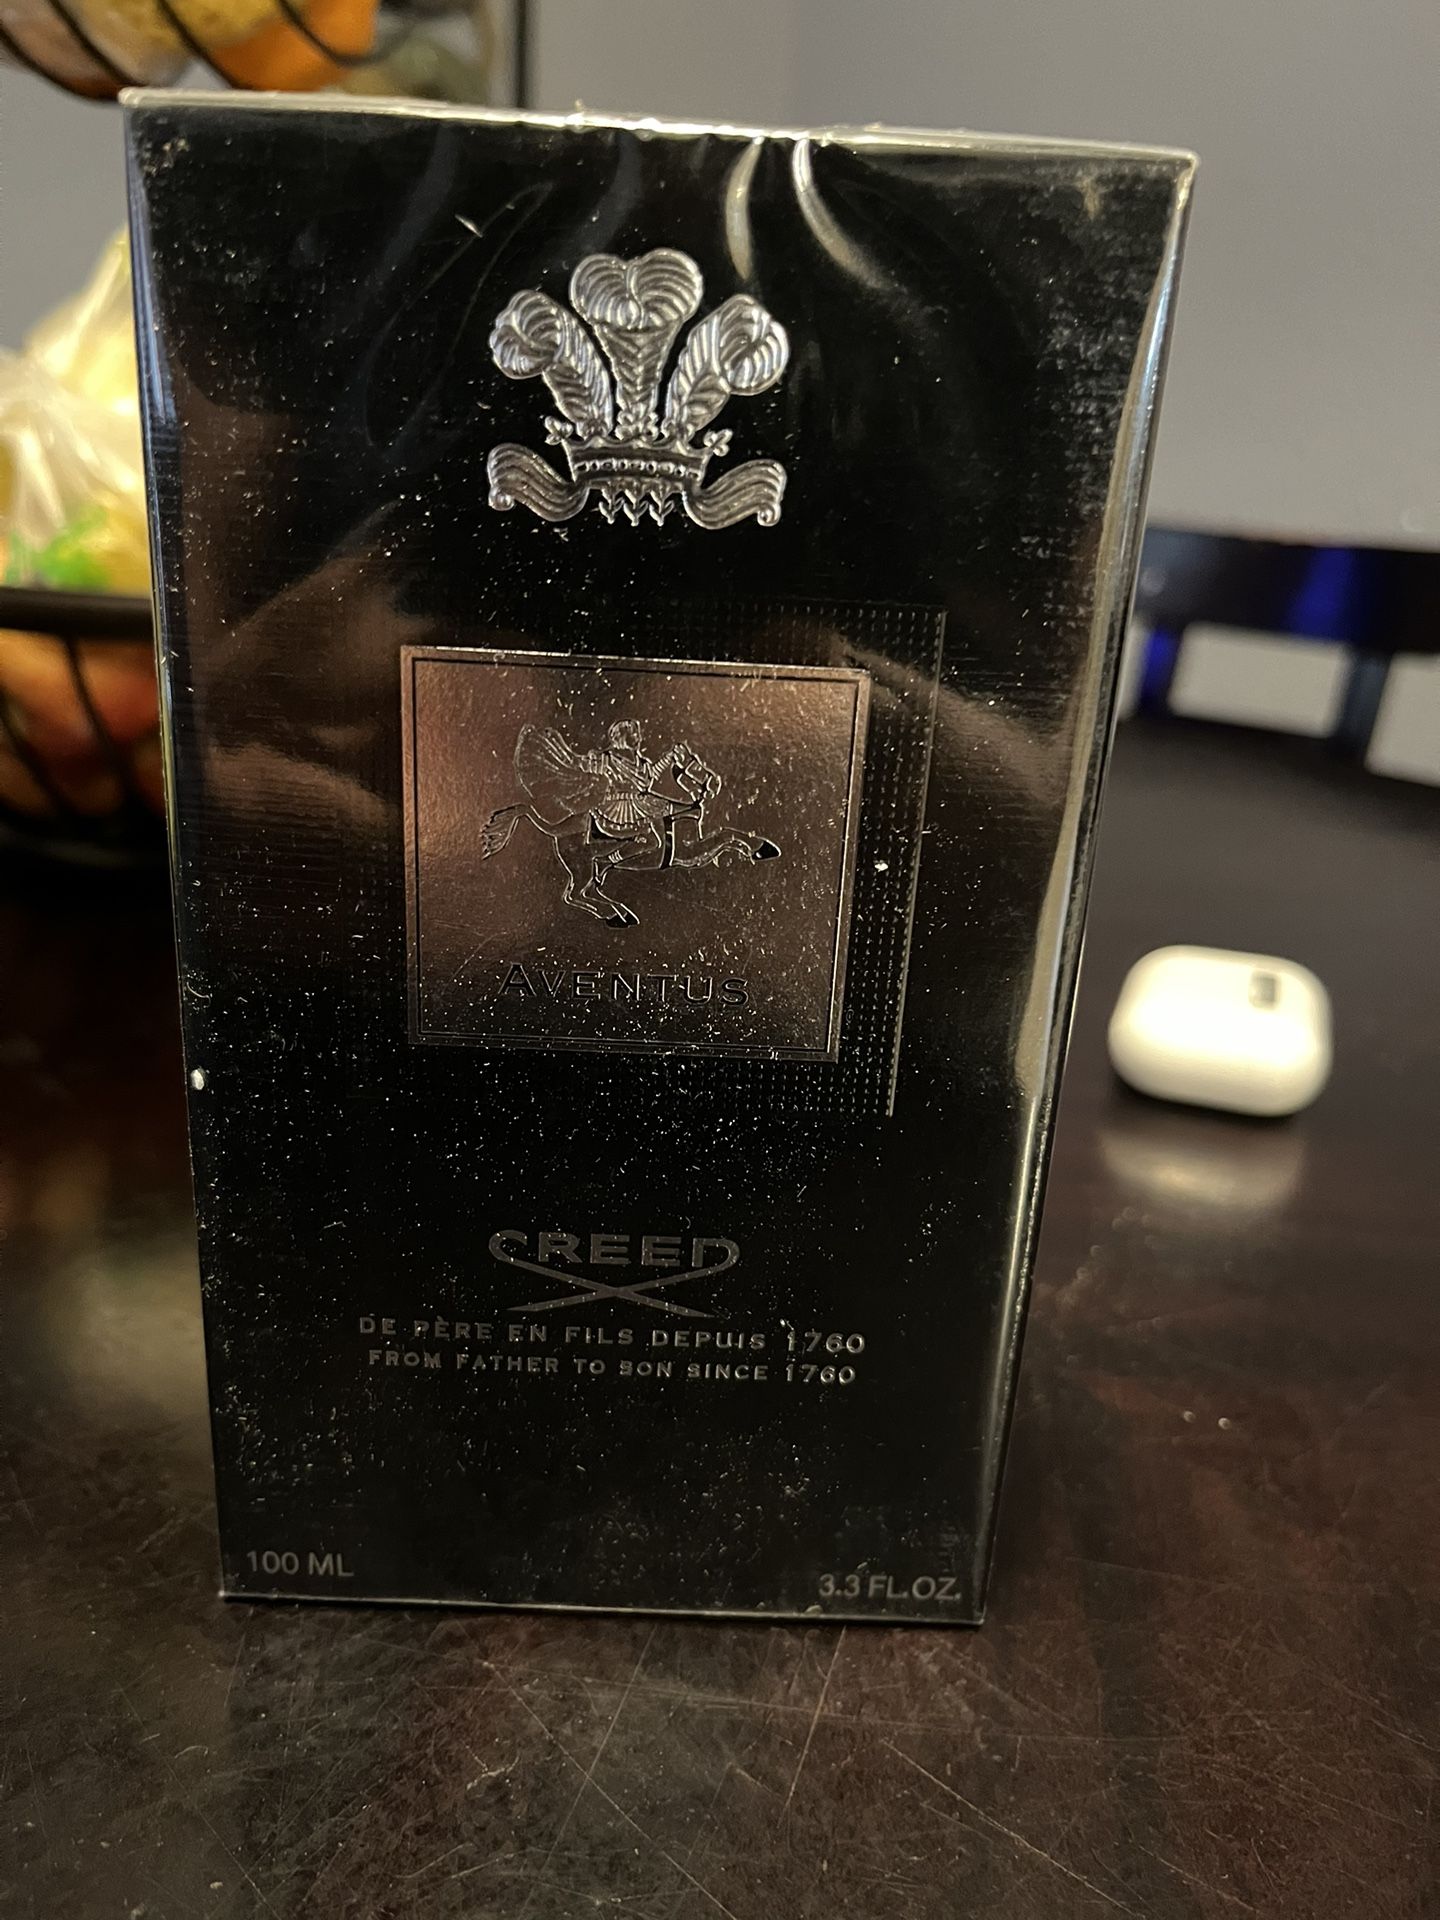 AVENTUS
CREED
DE PÈRE EN FILS DEPUIS 1760
FROM FATHER TO SON SINCE 1760
100 ML
3.3 FL.OZ.